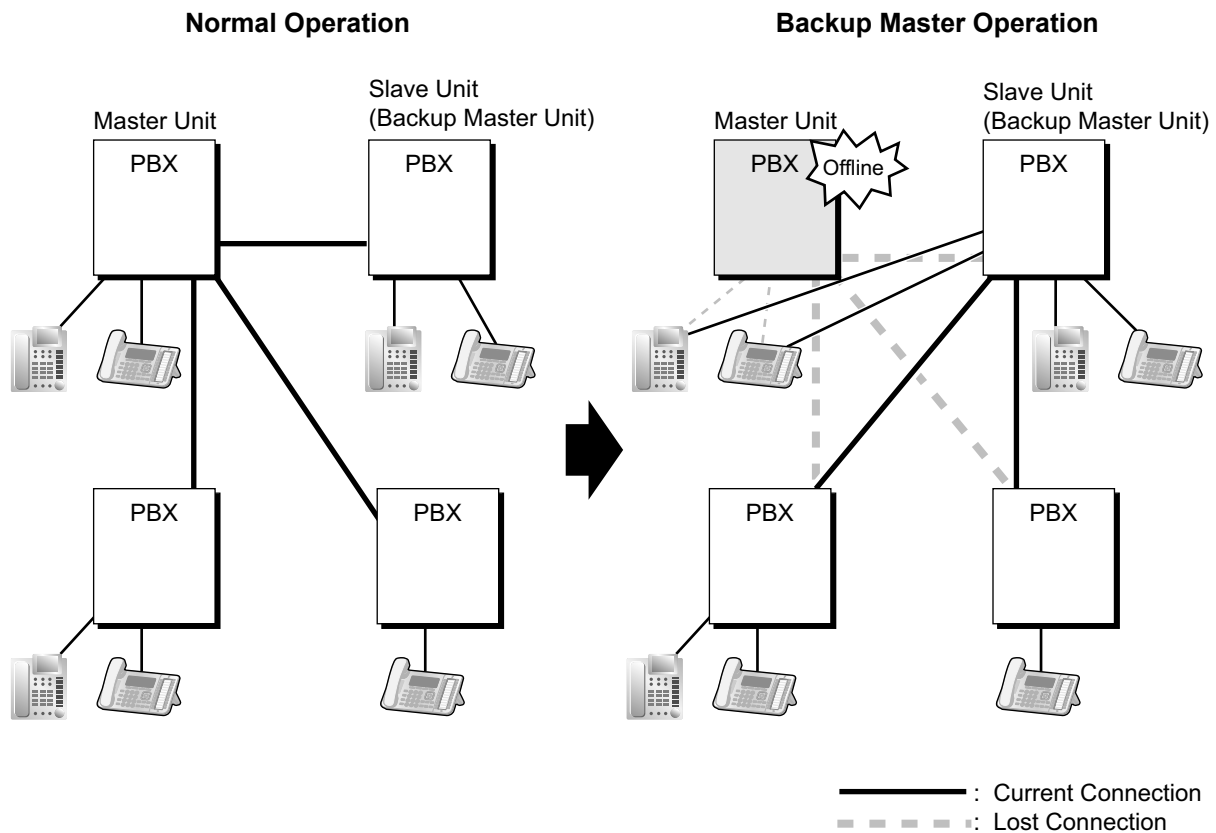 Normal Operation
Master Unit
Slave Unit
(Backup Master Unit)
PBX
PBX
PBX
PBX
Backup Master Operation
Master Unit
Slave Unit
(Backup Master Unit)
PBX
Offline
PBX
PBX
PBX
: Current Connection
: Lost Connection